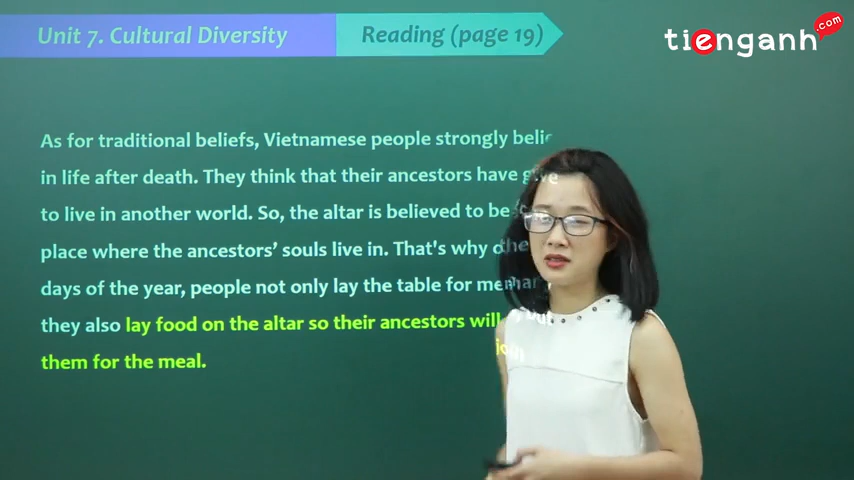 Unit 7. Cultural Diversity
Reading (page 19)
tienganh.com
As for traditional beliefs, Vietnamese people strongly
in life after death. They think that their ancestors have
to live in another world. So, the altar is believed to be
place where the ancestors' souls live in. That's why
days of the year, people not only lay the table for
they also lay food on the altar so their ancestors will
them for the meal.